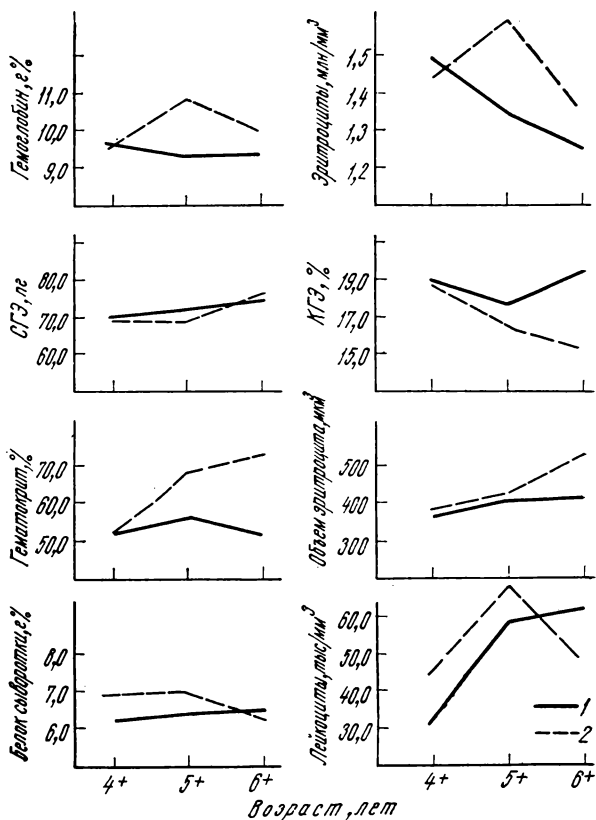 Гемоглобин, г%
11,0
10,0
9,0
Эритроциты, млн/мм³
1,5
1,4
1,3
1,2
СГЭ, пг
80,0
70,0
60,0
КГЭ, %
19,0
17,0
15,0
Гематокрит, %
70,0
60,0
50,0
Объем эритроцита, мкм³
500
400
300
Белок сыворотки, г%
8,0
7,0
6,0
Лейкоциты, тыс/мм³
60,0
50,0
40,0
30,0
1
2
4+ 5+ 6+ 4+ 5+ 6+
Возраст, лет